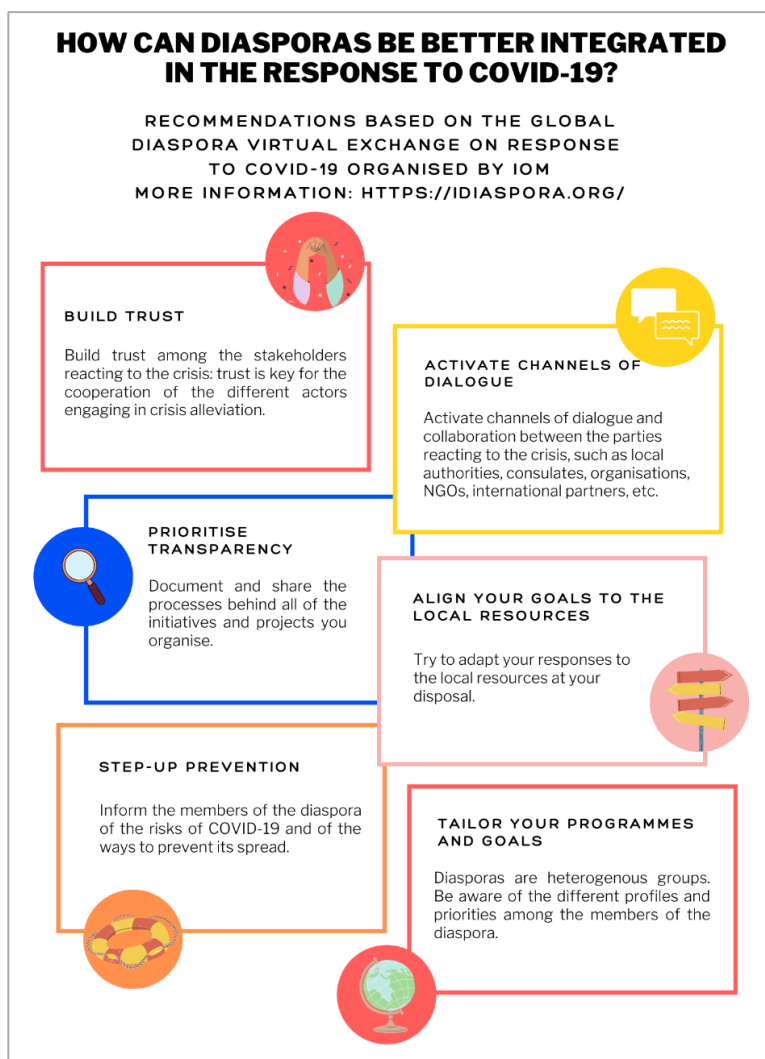 HOW CAN DIASPORAS BE BETTER INTEGRATED
IN THE RESPONSE TO COVID-19?
RECOMMENDATIONS BASED ON THE GLOBAL
DIASPORA VIRTUAL EXCHANGE ON RESPONSE
TO COVID-19 ORGANISED BY IOM
MORE INFORMATION: HTTPS://IDIASPORA.ORG/
BUILD TRUST
Build trust among the stakeholders
reacting to the crisis: trust is key for the
cooperation of the different actors
engaging in crisis alleviation.
ACTIVATE CHANNELS OF
DIALOGUE
Activate channels of dialogue and
collaboration between the parties
reacting to the crisis, such as local
authorities, consulates, organisations,
NGOs, international partners, etc.
PRIORITISE
TRANSPARENCY
Document and share the
processes behind all of the
initiatives and projects you
organise.
ALIGN YOUR GOALS TO THE
LOCAL RESOURCES
Try to adapt your responses to
the local resources at your
disposal.
STEP-UP PREVENTION
Inform the members of the diaspora
of the risks of COVID-19 and of the
ways to prevent its spread.
TAILOR YOUR PROGRAMMES
AND GOALS
Diasporas are heterogenous groups.
Be aware of the different profiles and
priorities among the members of the
diaspora.